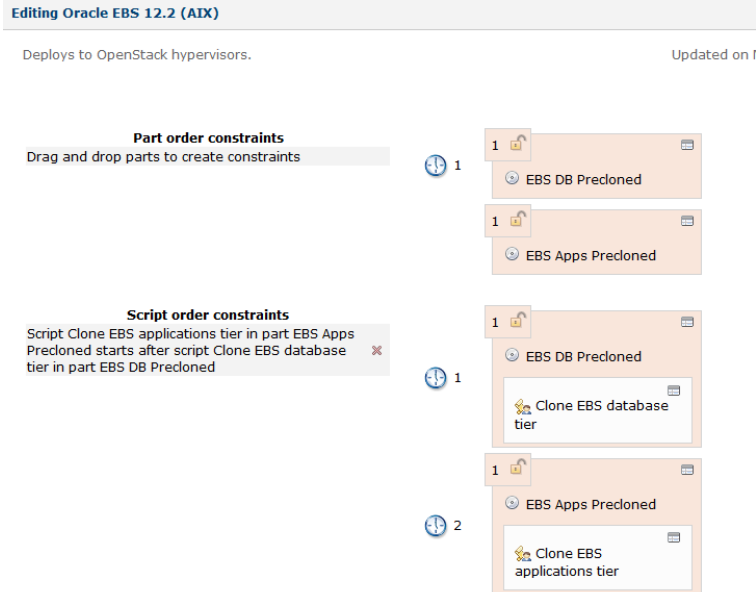 Editing Oracle EBS 12.2 (AIX)
Deploys to OpenStack hypervisors.
Updated on
Part order constraints
Drag and drop parts to create constraints
1
1
EBS DB Precloned
1
EBS Apps Precloned
Script order constraints
Script Clone EBS applications tier in part EBS Apps
Precloned starts after script Clone EBS database
tier in part EBS DB Precloned
1
1
EBS DB Precloned
Clone EBS database
tier
2
1
EBS Apps Precloned
Clone EBS
applications tier